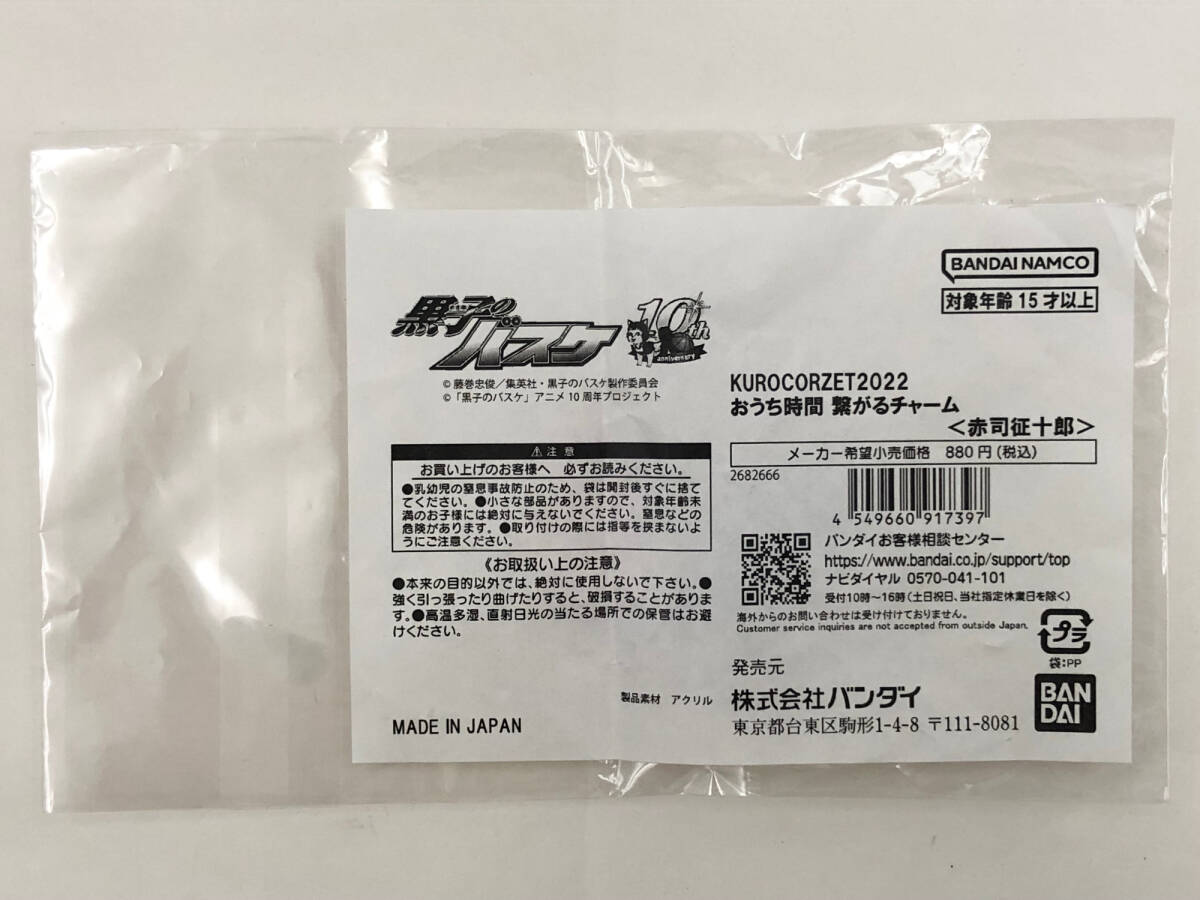 黒子の
バスケ
10th
anniversary
© 藤巻忠俊／集英社・黒子のバスケ製作委員会
© 「黒子のバスケ」アニメ10周年プロジェクト
⚠ 注意
お買い上げのお客様へ 必ずお読みください。
●乳幼児の窒息事故防止のため、袋は開封後すぐに捨て
てください。●小さな部品がありますので、対象年齢未
満のお子様には絶対に与えないでください。窒息などの
危険があります。●取り付けの際には指等を挟まないよ
うにご注意ください。
《お取扱い上の注意》
●本来の目的以外では、絶対に使用しないで下さい。●
強く引っ張ったり曲げたりすると、破損することがありま
す。●高温多湿、直射日光の当たる場所での保管はお避
けください。
製品素材 アクリル
MADE IN JAPAN
BANDAI NAMCO
対象年齢 15 才以上
KUROCORZET2022
おうち時間 繋がるチャーム
＜赤司征十郎＞
メーカー希望小売価格 880円(税込)
2682666
4 549660 917397
バンダイお客様相談センター
https://www.bandai.co.jp/support/top
ナビダイヤル 0570-041-101
受付10時～16時(土日祝日、当社指定休業日を除く)
海外からのお問い合わせは受け付けておりません。
Customer service inquiries are not accepted from outside Japan.
プラ
袋:PP
発売元
株式会社バンダイ
東京都台東区駒形1-4-8 〒111-8081
BAN
DAI